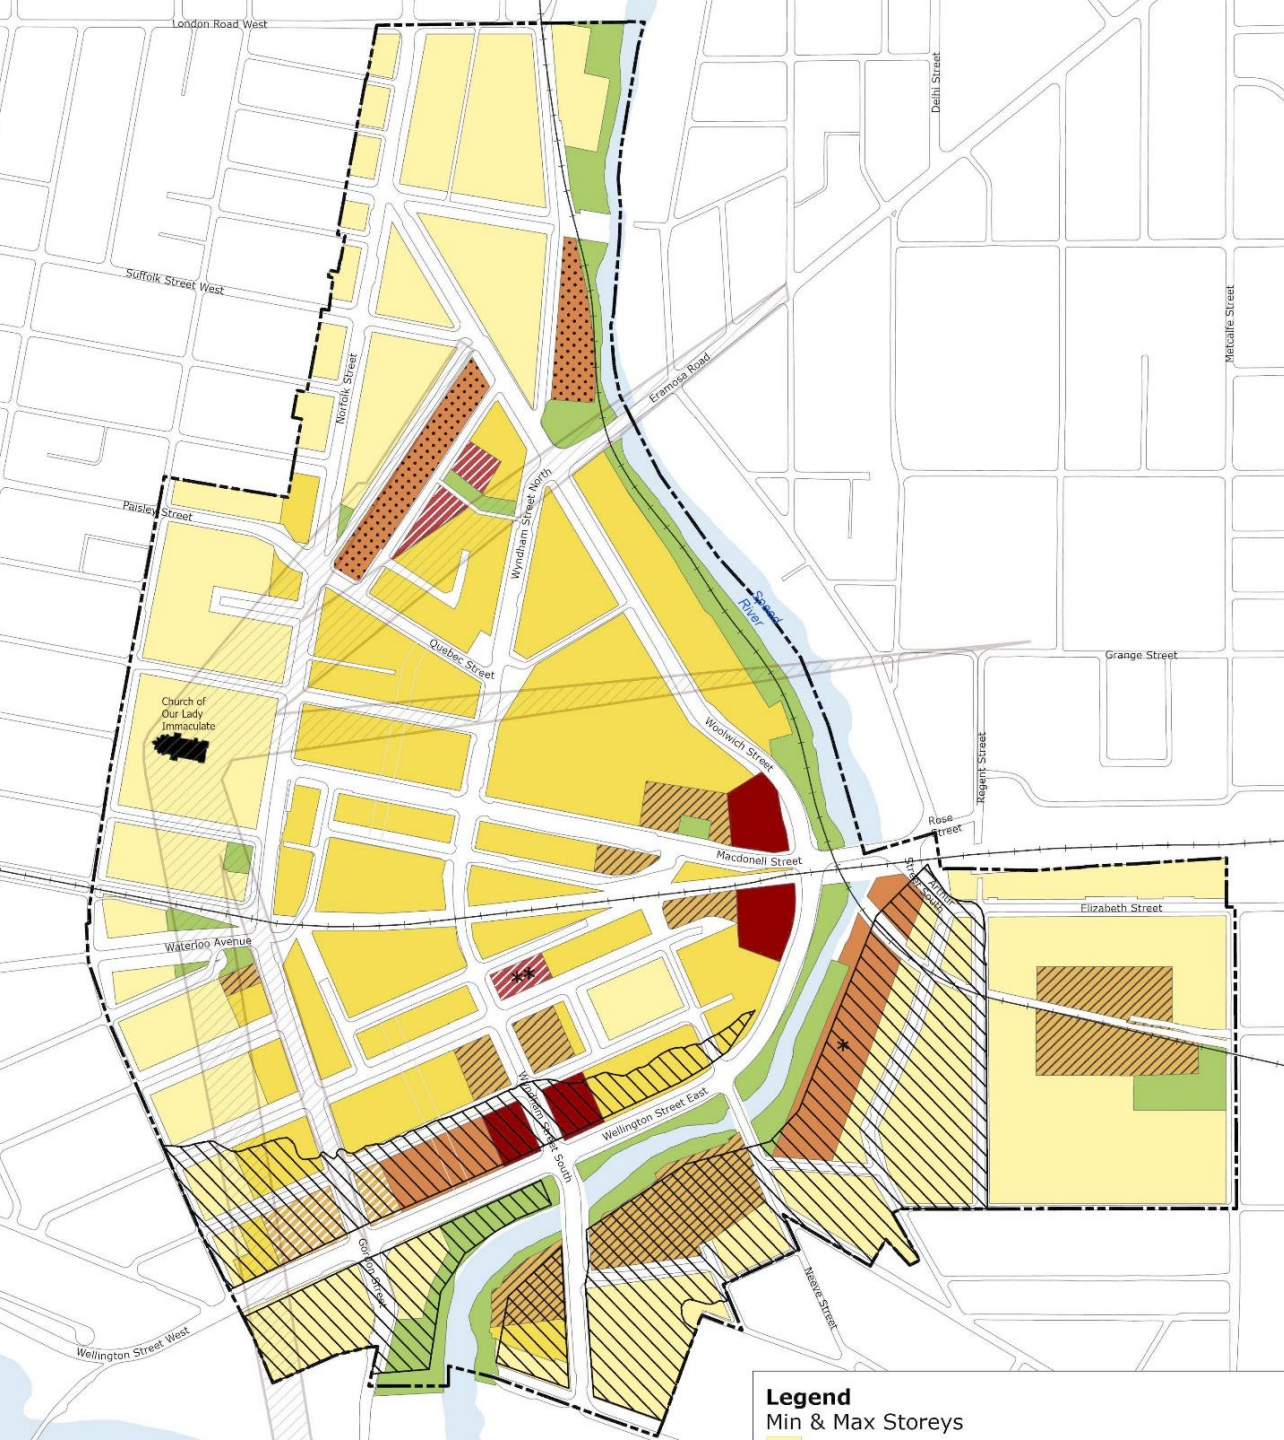 London Road West
Delhi Street
Suffolk Street West
Metcalfe Street
Norfolk Street
Eramosa Road
Paisley Street
Wyndham Street North
Speed
River
Quebec Street
Grange Street
Church of
Our Lady
Immaculate
Woolwich Street
Regent Street
Rose
Street
Macdonell Street
Arthur
Street South
Elizabeth Street
Waterloo Avenue
**
*
Wyndham Street South
Wellington Street East
Gordon Street
Neeve Street
Wellington Street West
Legend
Min & Max Storeys